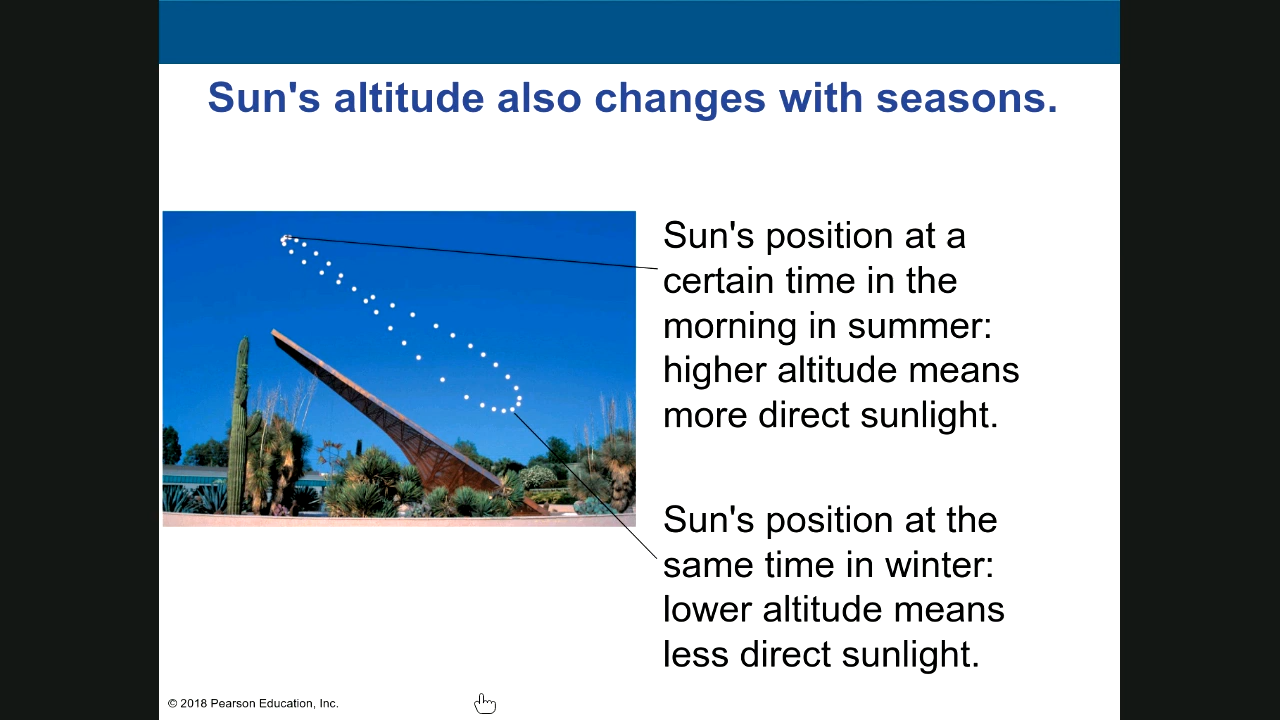 Sun's altitude also changes with seasons.
Sun's position at a
certain time in the
morning in summer:
higher altitude means
more direct sunlight.
Sun's position at the
same time in winter:
lower altitude means
less direct sunlight.
© 2018 Pearson Education, Inc.